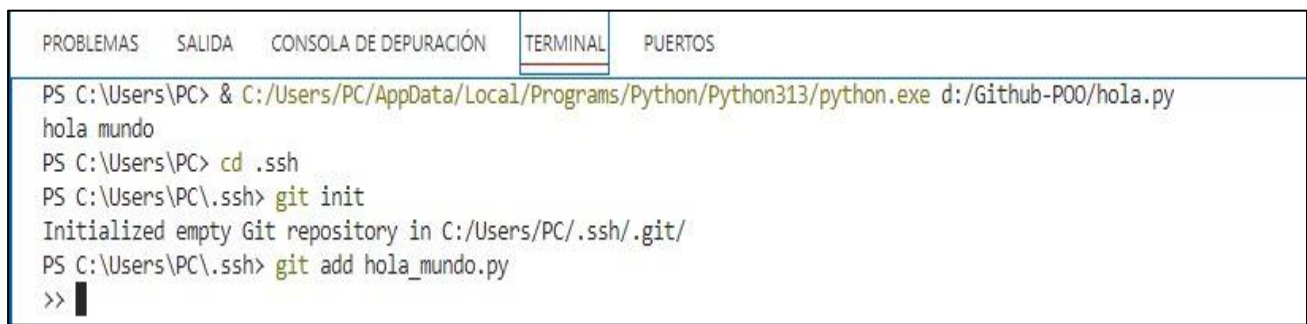 PROBLEMAS SALIDA CONSOLA DE DEPURACIÓN TERMINAL PUERTOS
PS C:\Users\PC> & C:/Users/PC/AppData/Local/Programs/Python/Python313/python.exe d:/Github-POO/hola.py
hola mundo
PS C:\Users\PC> cd .ssh
PS C:\Users\PC\.ssh> git init
Initialized empty Git repository in C:/Users/PC/.ssh/.git/
PS C:\Users\PC\.ssh> git add hola_mundo.py
>>